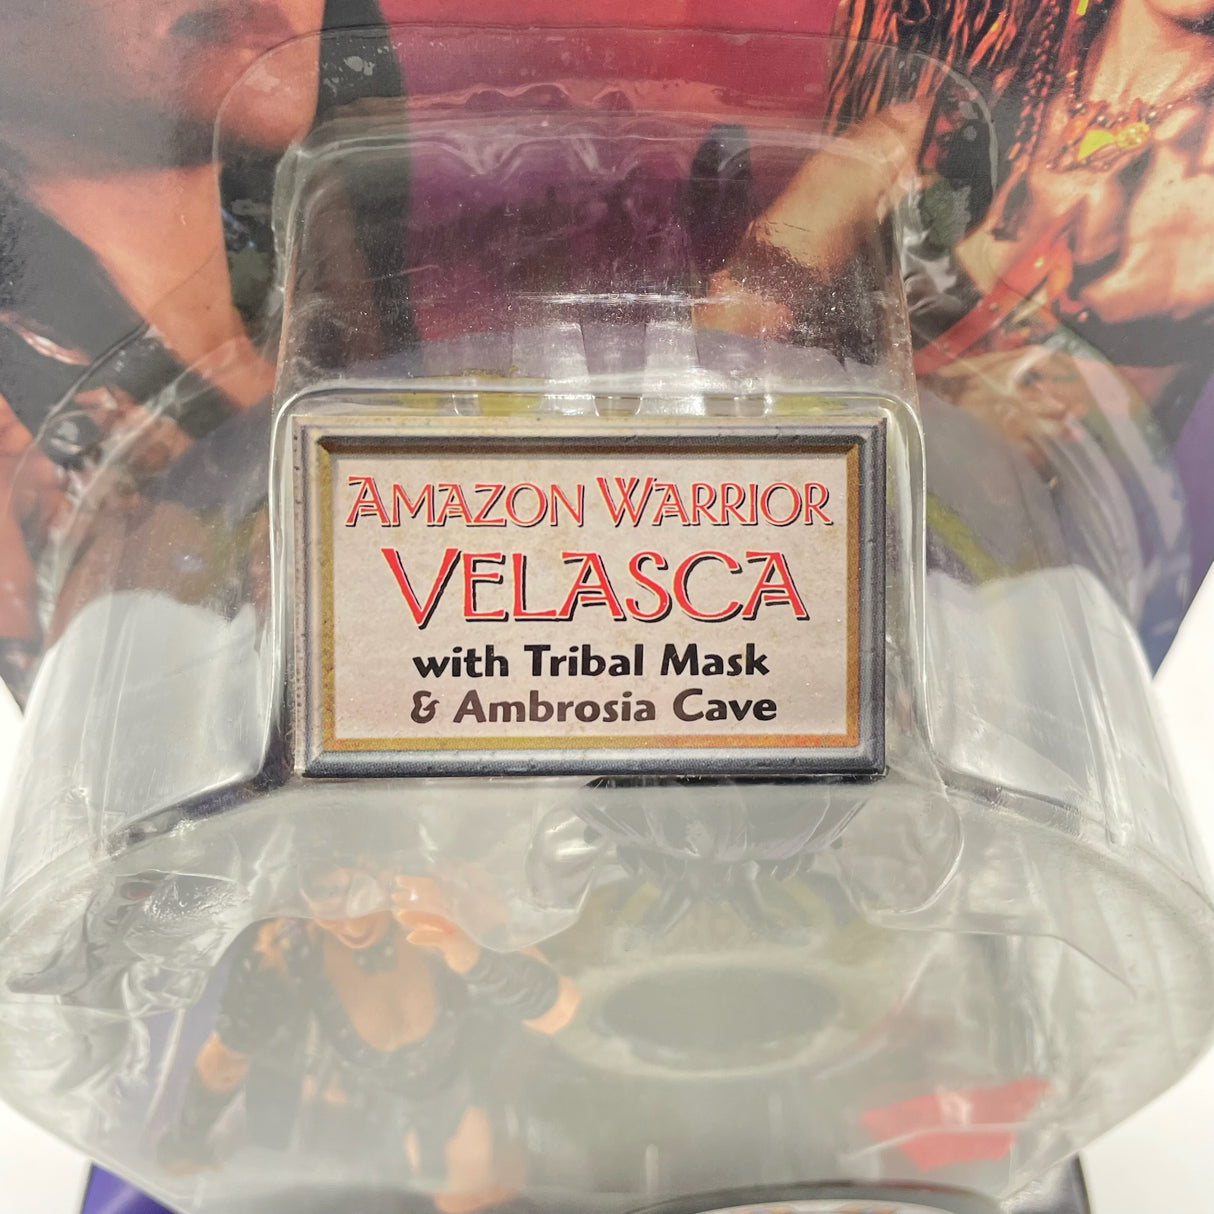 AMAZON WARRIOR
VELASCA
with Tribal Mask
& Ambrosia Cave